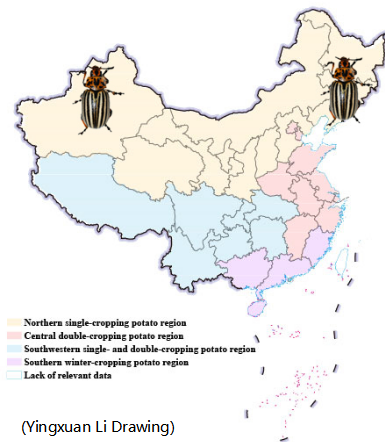 Northern single-cropping potato region
Central double-cropping potato region
Southwestern single- and double-cropping potato region
Southern winter-cropping potato region
Lack of relevant data
(Yingxuan Li Drawing)